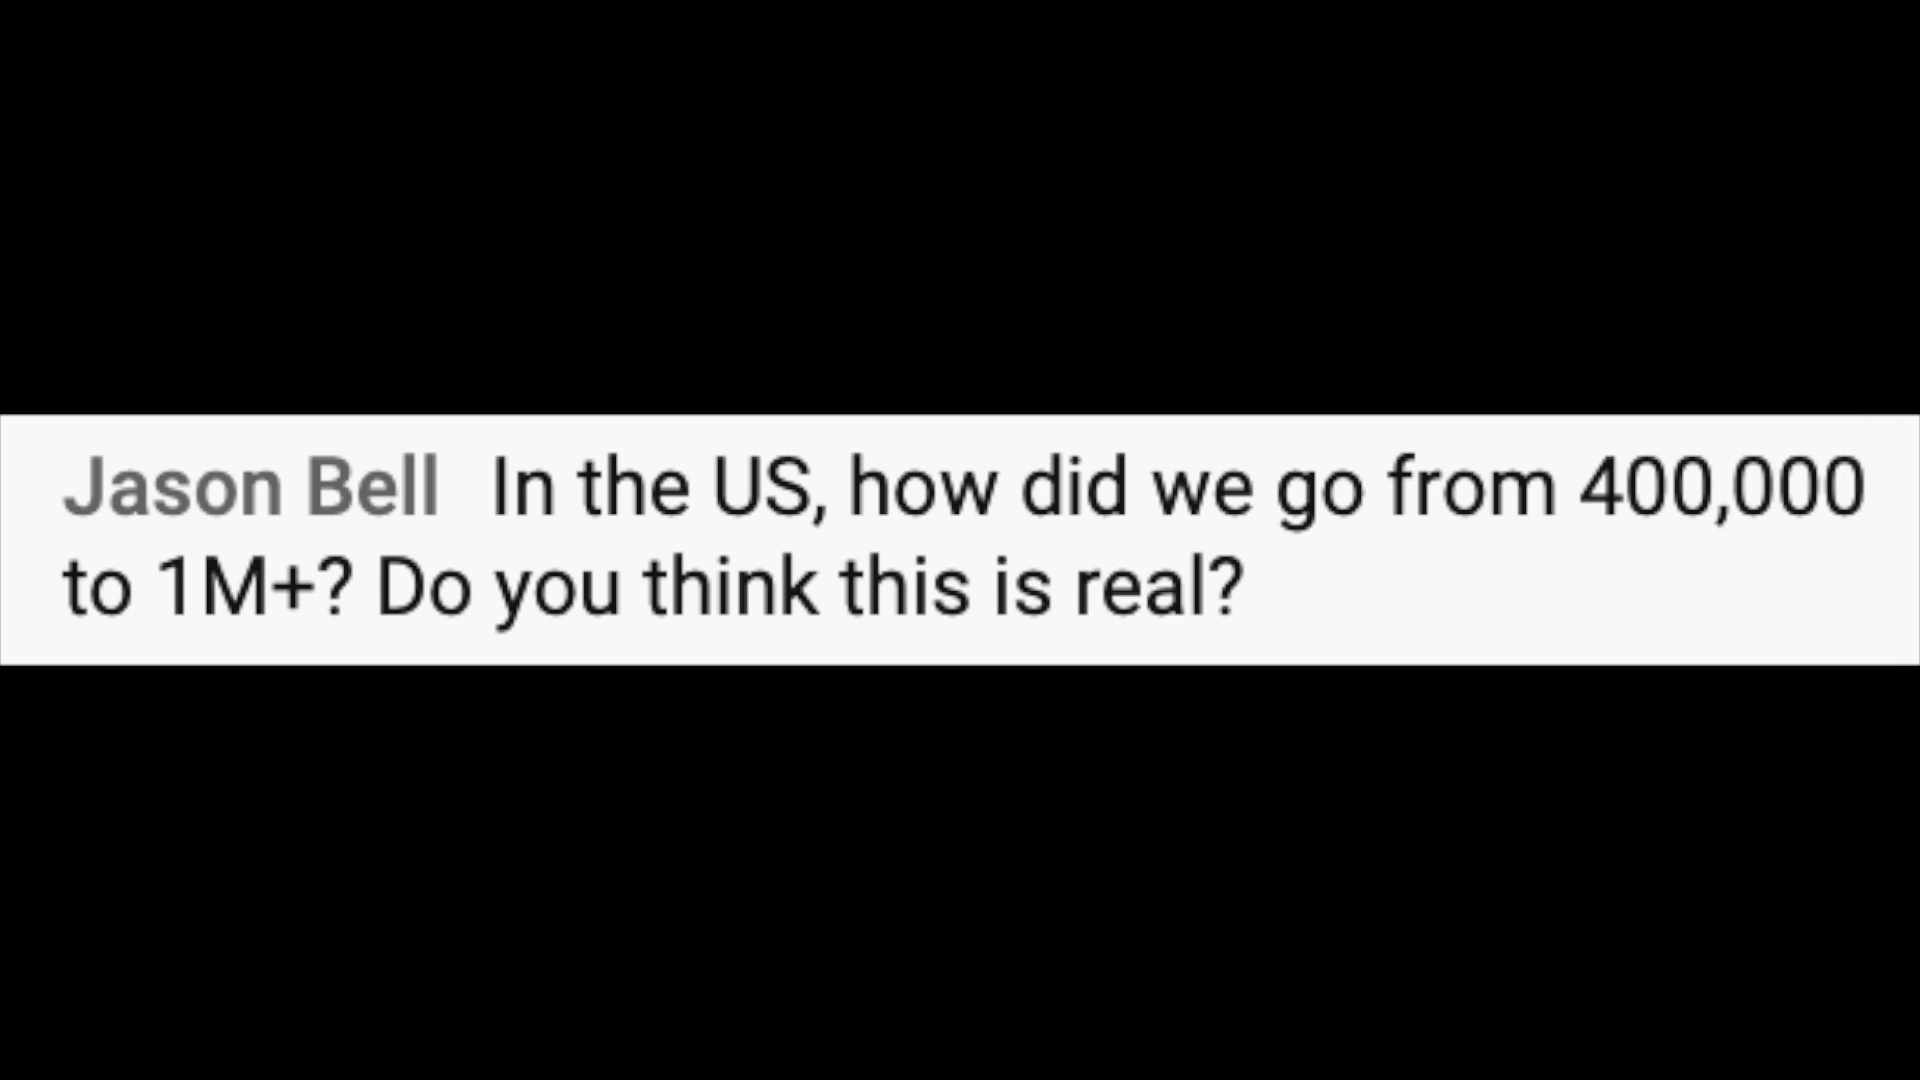 Jason Bell In the US, how did we go from 400,000
to 1M+? Do you think this is real?